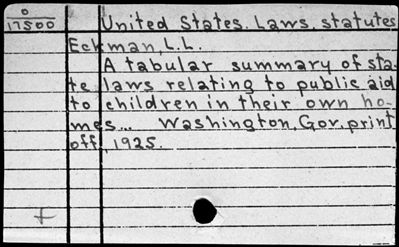 0
17500
United States. Laws, statutes
Eckman, L.L.
A tabular summary of sta-
te laws relating to public aid
to children in their own ho-
mes... Washington, Gov. print
off., 1925.
+